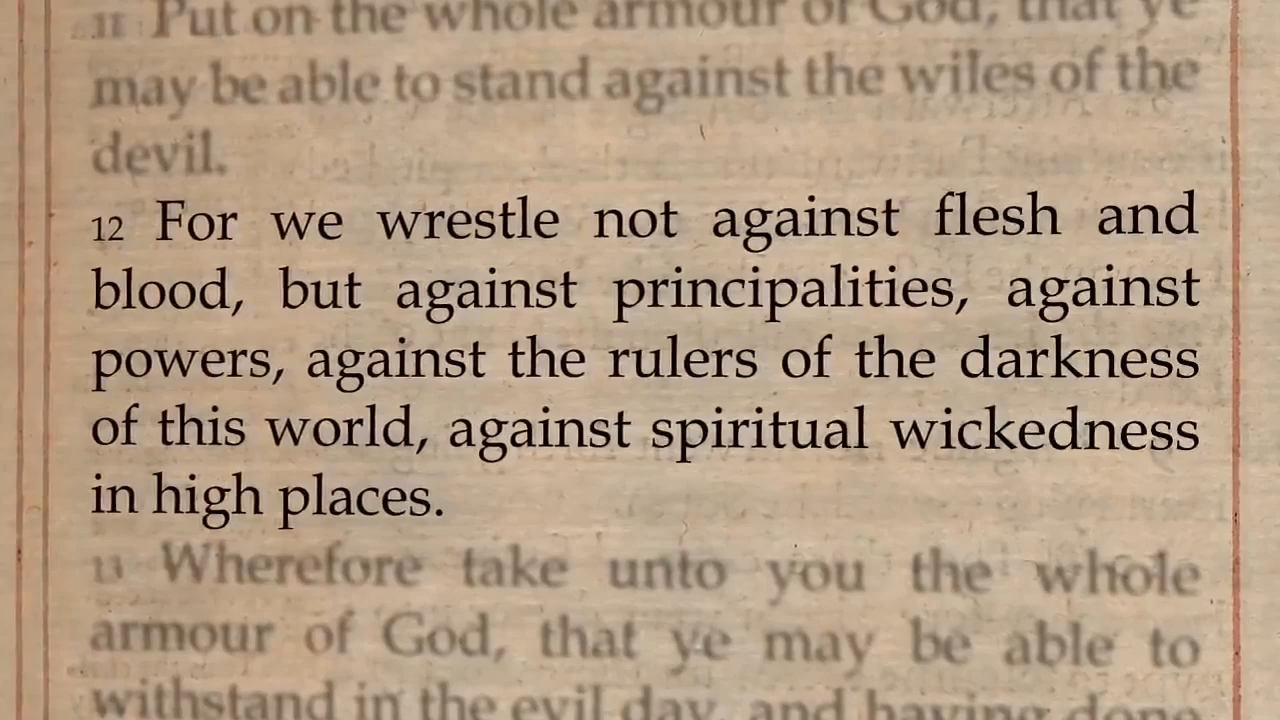 11 Put on the whole armour of God, that ye
may be able to stand against the wiles of the
devil.
12 For we wrestle not against flesh and
blood, but against principalities, against
powers, against the rulers of the darkness
of this world, against spiritual wickedness
in high places.
13 Wherefore take unto you the whole
armour of God, that ye may be able to
withstand in the evil day, and having done